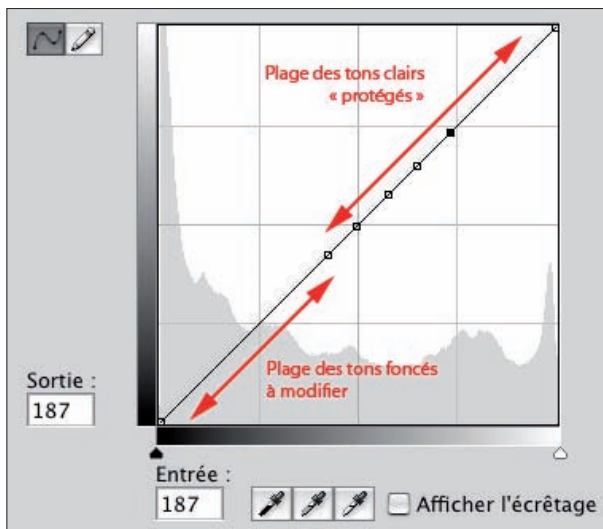 Plage des tons clairs
« protégés »
Plage des tons foncés
à modifier
Sortie :
187
Entrée :
187
Afficher l'écrêtage